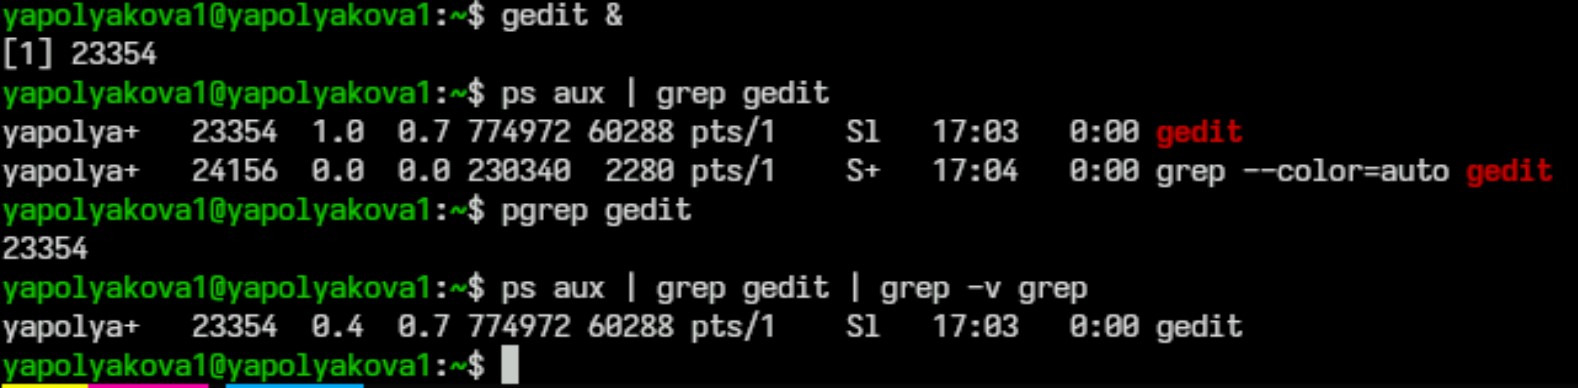 yapolyakova1@yapolyakova1:~$ gedit &
[1] 23354
yapolyakova1@yapolyakova1:~$ ps aux | grep gedit
yapolya+   23354  1.0  0.7 774972 60288 pts/1    Sl   17:03   0:00 gedit
yapolya+   24156  0.0  0.0 230340  2280 pts/1    S+   17:04   0:00 grep --color=auto gedit
yapolyakova1@yapolyakova1:~$ pgrep gedit
23354
yapolyakova1@yapolyakova1:~$ ps aux | grep gedit | grep -v grep
yapolya+   23354  0.4  0.7 774972 60288 pts/1    Sl   17:03   0:00 gedit
yapolyakova1@yapolyakova1:~$